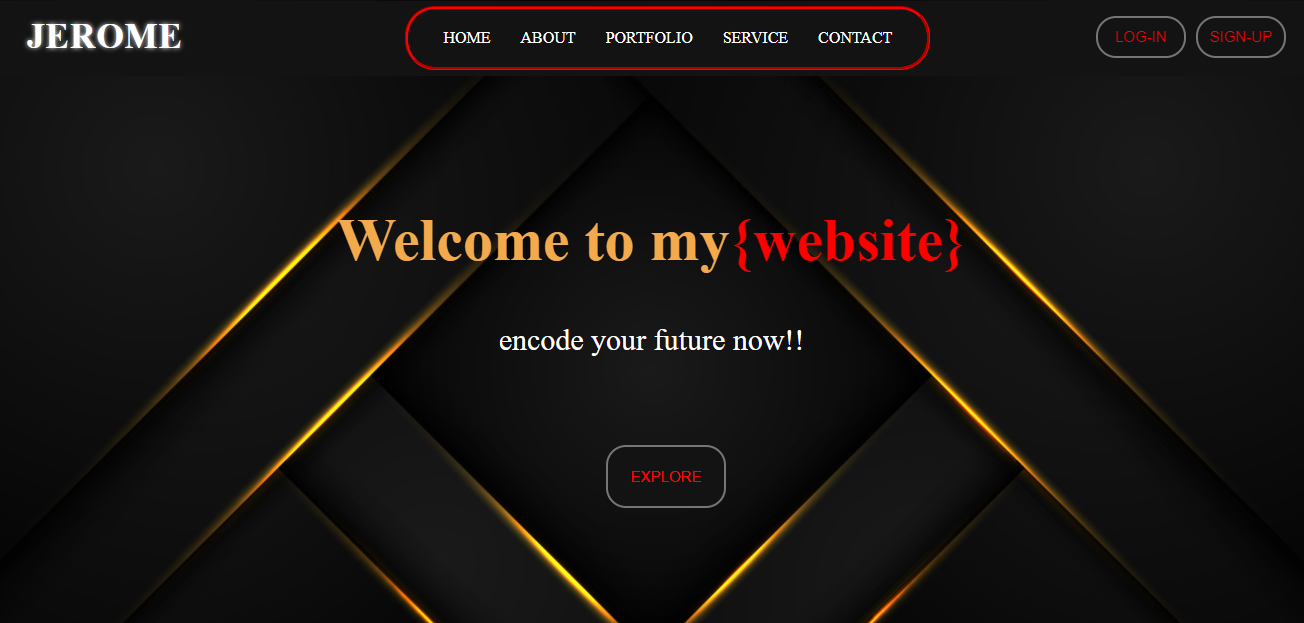 JEROME
HOME ABOUT PORTFOLIO SERVICE CONTACT
LOG-IN SIGN-UP
Welcome to my{website}
encode your future now!!
EXPLORE